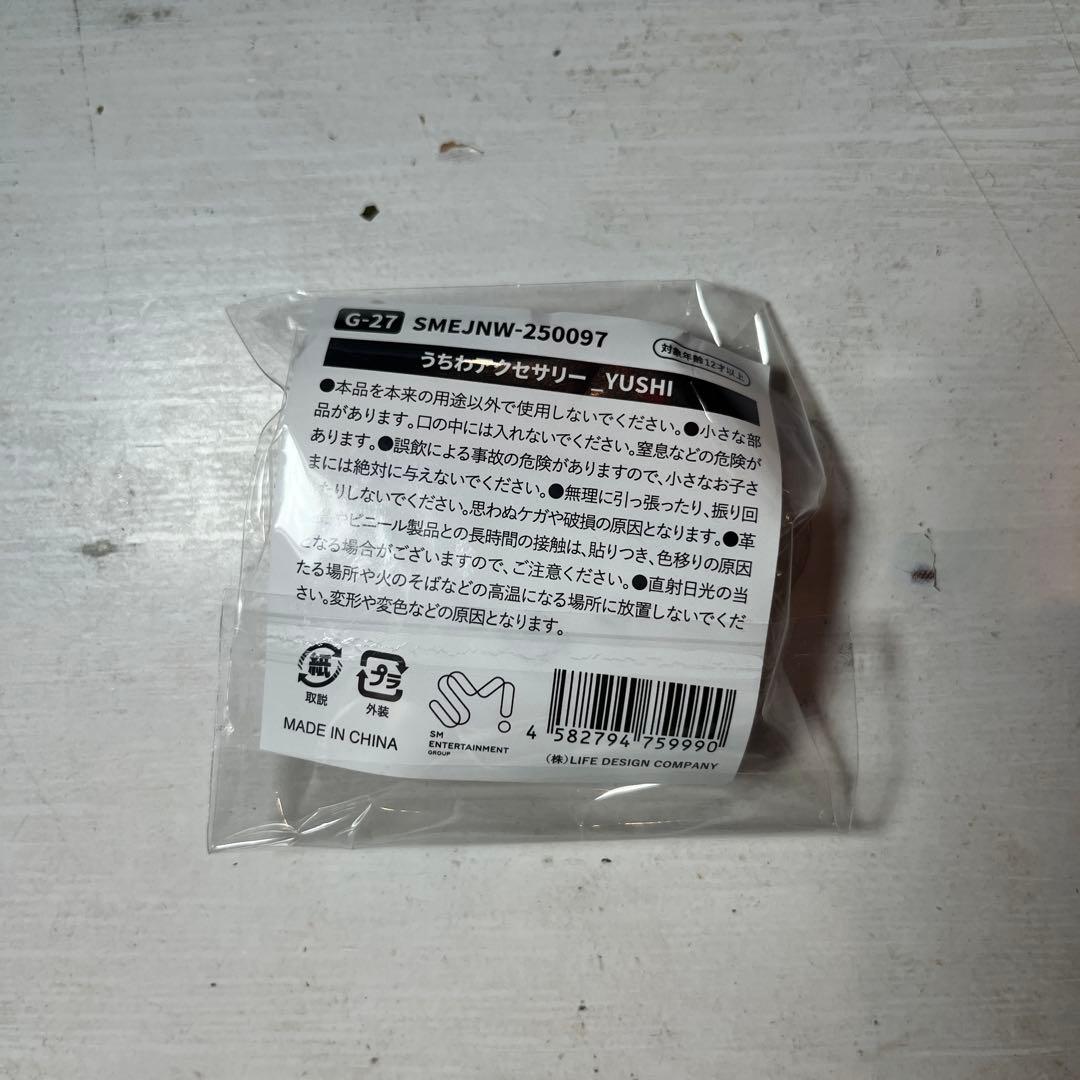 G-27 SMEJNW-250097
対象年齢12才以上
うちわアクセサリー _YUSHI
●本品を本来の用途以外で使用しないでください。●小さな部
品があります。口の中には入れないでください。窒息などの危険が
あります。●誤飲による事故の危険がありますので、小さなお子さ
まには絶対に与えないでください。●無理に引っ張ったり、振り回
たりしないでください。思わぬケガや破損の原因となります。●革
やビニール製品との長時間の接触は、貼りつき、色移りの原因
となる場合がございますので、ご注意ください。●直射日光の当
たる場所や火のそばなどの高温になる場所に放置しないでくだ
さい。変形や変色などの原因となります。
紙
取説
プラ
外装
MADE IN CHINA
SM
SM
ENTERTAINMENT
GROUP
4 582794 759990
(株)LIFE DESIGN COMPANY